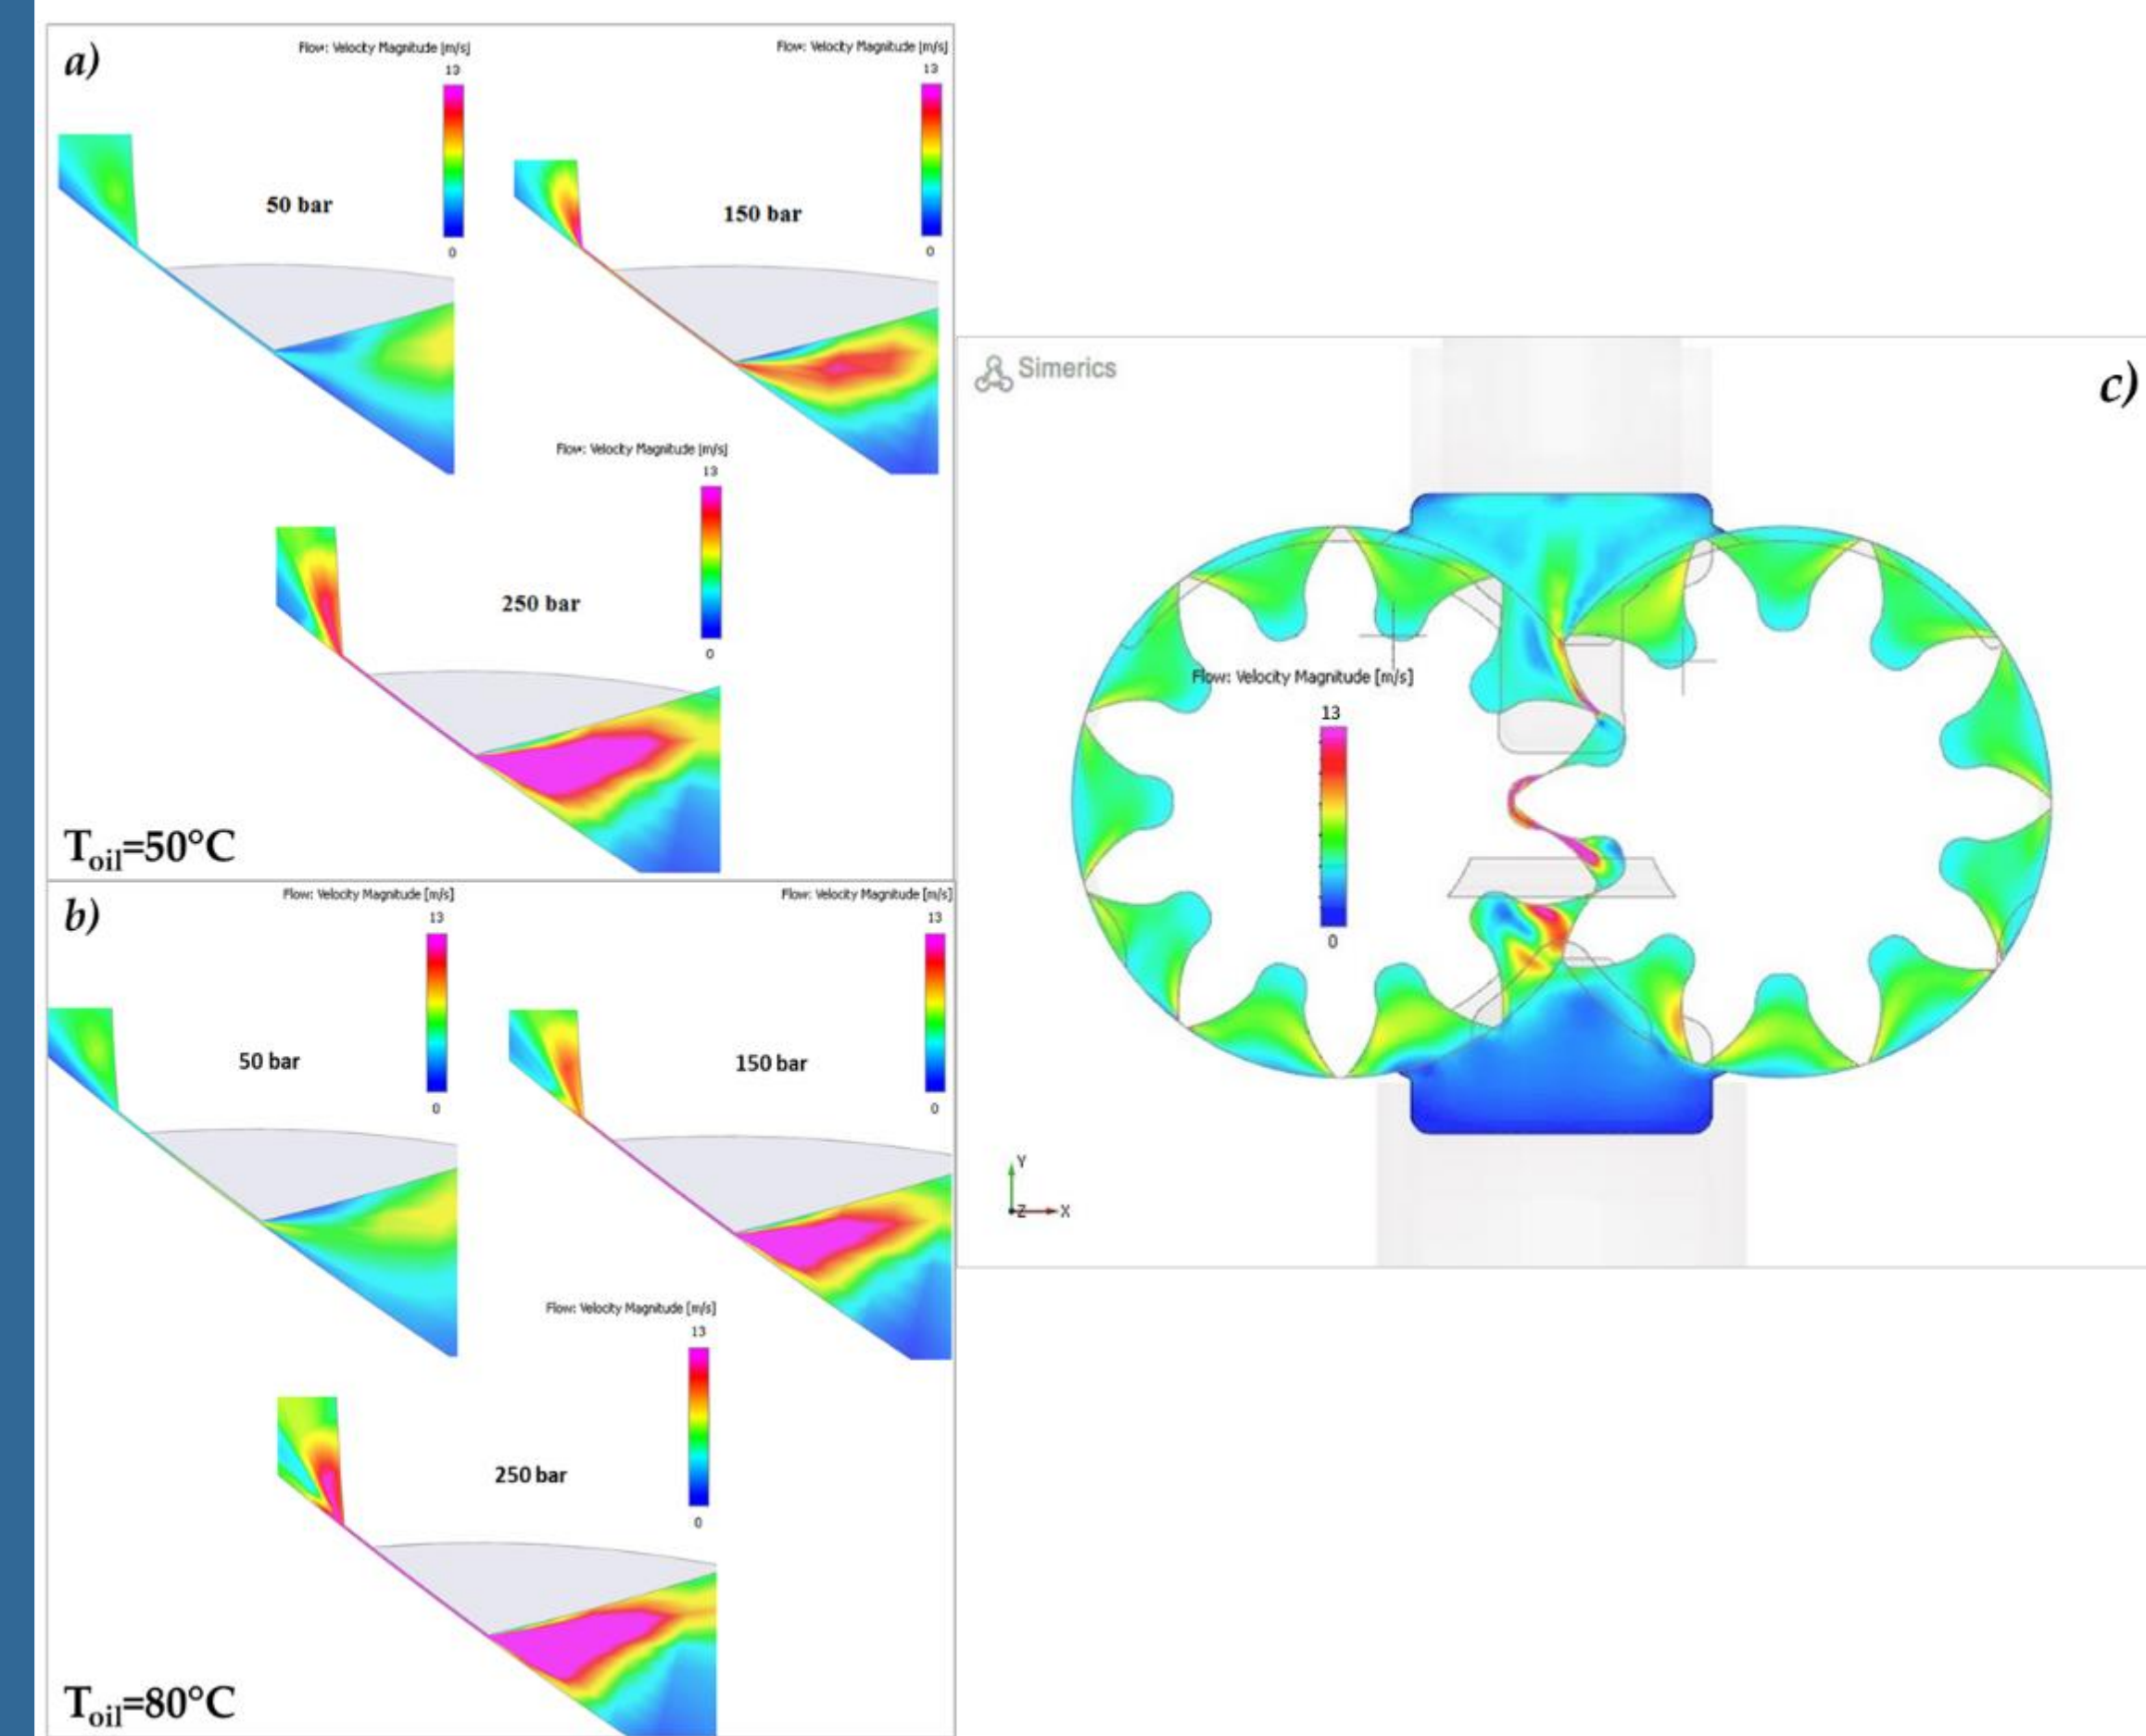 a)
Flow: Velocity Magnitude [m/s]
13
0
50 bar
Flow: Velocity Magnitude [m/s]
13
0
150 bar
Flow: Velocity Magnitude [m/s]
13
0
250 bar
Toil=50°C
b)
Flow: Velocity Magnitude [m/s]
13
0
50 bar
Flow: Velocity Magnitude [m/s]
13
0
150 bar
Flow: Velocity Magnitude [m/s]
13
0
250 bar
Toil=80°C
Simerics
c)
Flow: Velocity Magnitude [m/s]
13
0
Y
Z
X